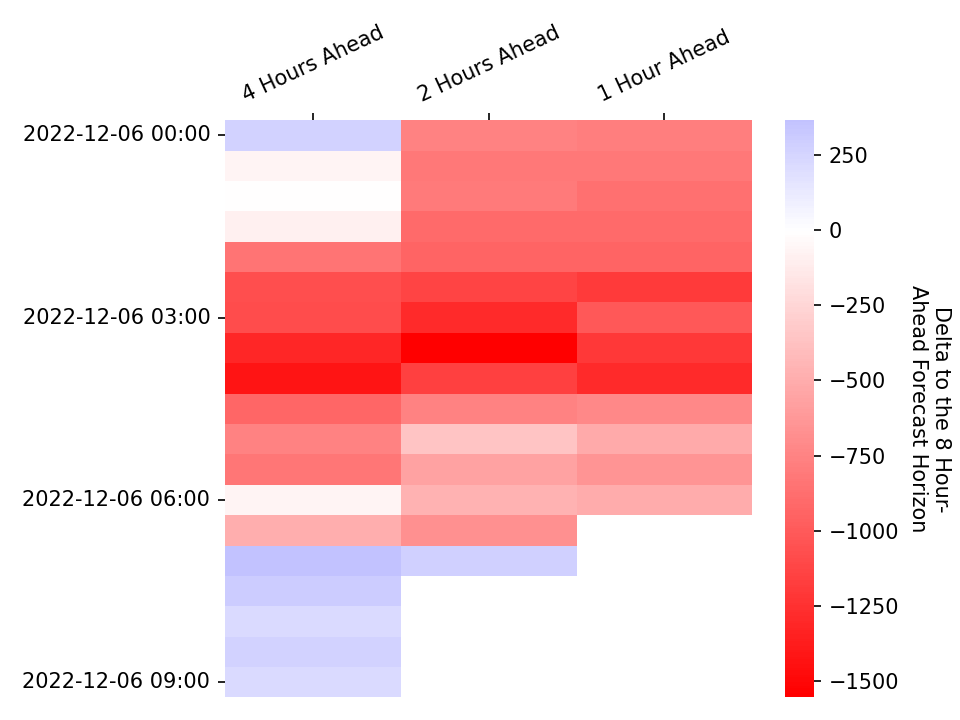 4 Hours Ahead
2 Hours Ahead
1 Hour Ahead
2022-12-06 00:00
2022-12-06 03:00
2022-12-06 06:00
2022-12-06 09:00
250
0
−250
−500
−750
−1000
−1250
−1500
Delta to the 8 Hour-
Ahead Forecast Horizon